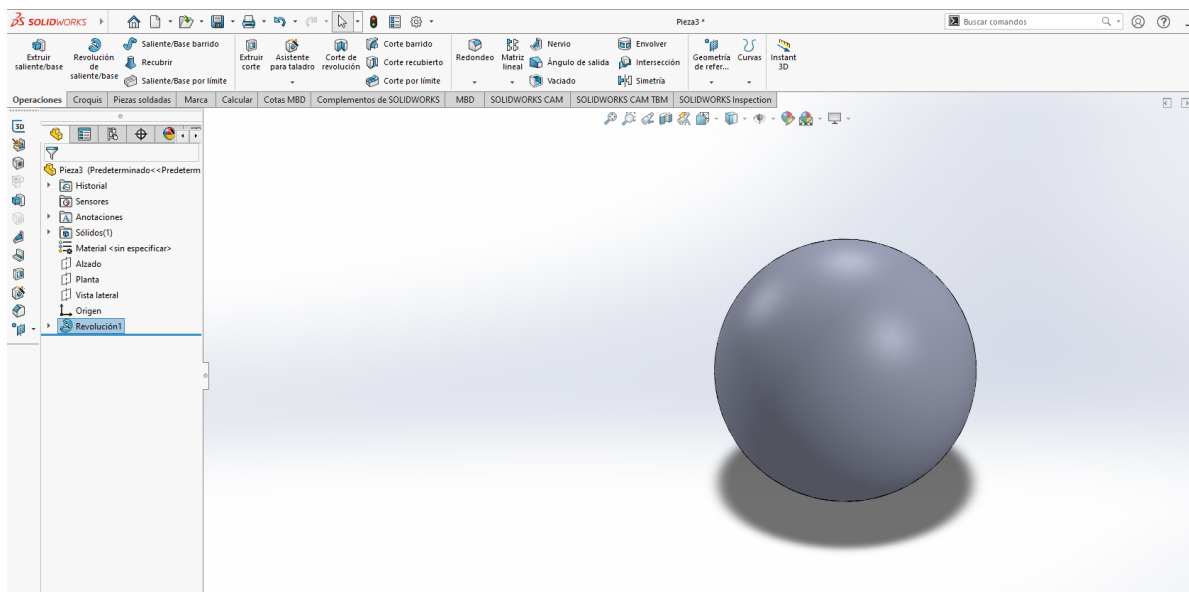 SOLIDWORKS
Pieza3 *
Buscar comandos
Extruir saliente/base
Revolución de saliente/base
Saliente/Base barrido
Recubrir
Saliente/Base por límite
Extruir corte
Asistente para taladro
Corte de revolución
Corte barrido
Corte recubierto
Corte por límite
Redondeo
Matriz lineal
Nervio
Ángulo de salida
Vaciado
Envolver
Intersección
Simetría
Geometría de refer...
Curvas
Instant 3D
Operaciones Croquis Piezas soldadas Marca Calcular Cotas MBD Complementos de SOLIDWORKS MBD SOLIDWORKS CAM SOLIDWORKS CAM TBM SOLIDWORKS Inspection
3D
Pieza3 (Predeterminado<<Predeterm
Historial
Sensores
A Anotaciones
Sólidos(1)
Material <sin especificar>
Alzado
Planta
Vista lateral
Origen
Revolución1